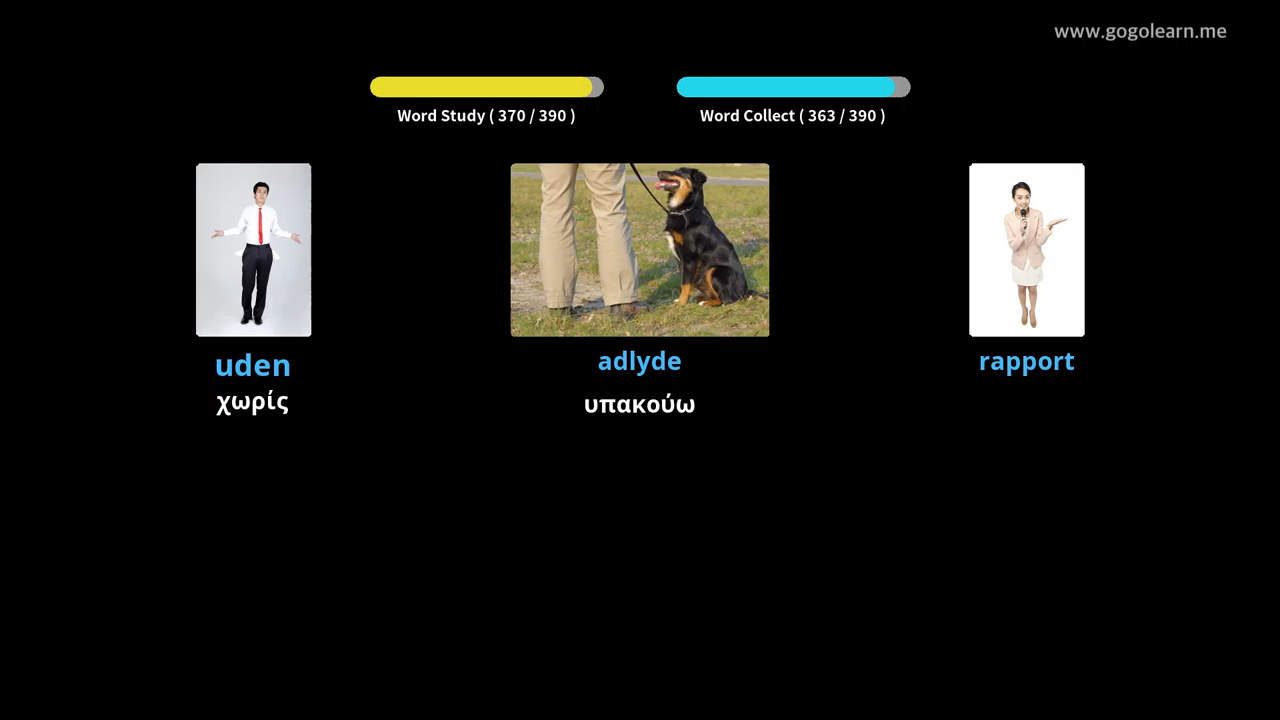 www.gogolearn.me
Word Study ( 370 / 390 )
Word Collect ( 363 / 390 )
uden
χωρίς
adlyde
υπακούω
rapport